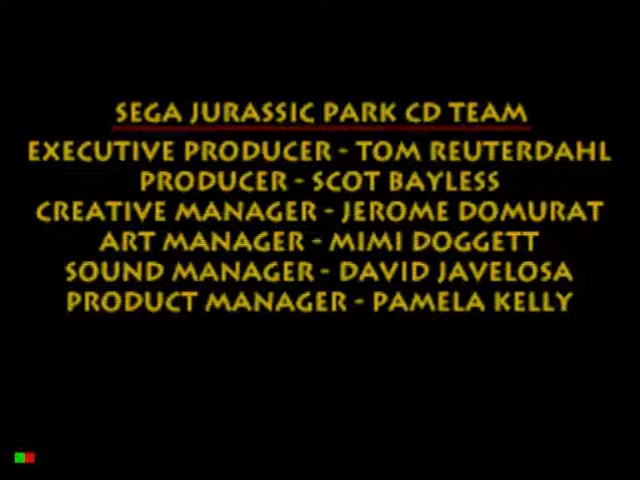 SEGA JURASSIC PARK CD TEAM
EXECUTIVE PRODUCER - TOM REUTERDAHL
PRODUCER - SCOT BAYLESS
CREATIVE MANAGER - JEROME DOMURAT
ART MANAGER - MIMI DOGGETT
SOUND MANAGER - DAVID JAVELOSA
PRODUCT MANAGER - PAMELA KELLY